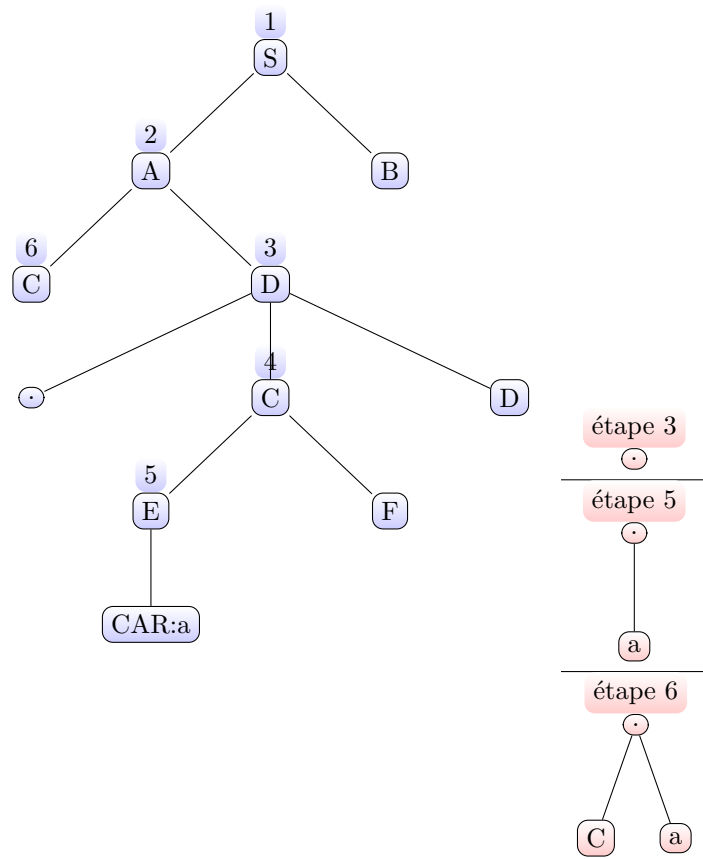 1
S
2
A B
6 3
C D
4
· C D
5
E F
CAR:a
étape 3
·
étape 5
·
a
étape 6
·
C a